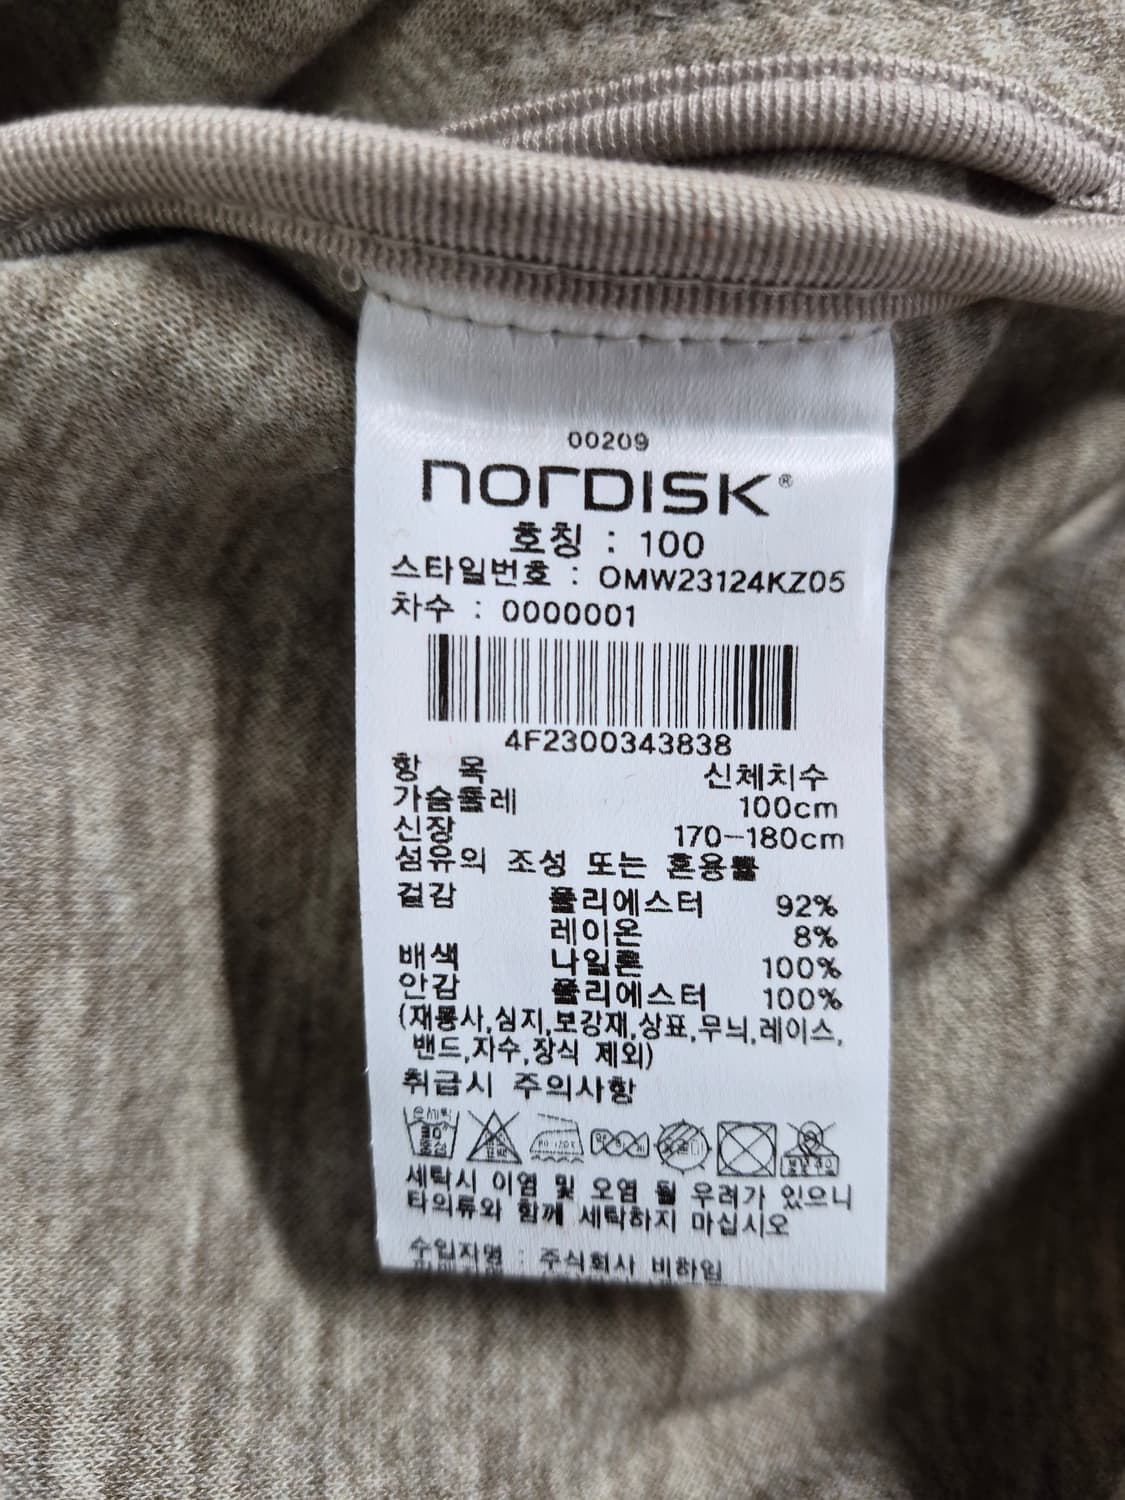 00209
nORDISK®
호칭 : 100
스타일번호 : OMW23124KZ05
차수 : 0000001
4F2300343838
항 목 신체치수
가슴둘레 100cm
신장 170-180cm
섬유의 조성 또는 혼용률
겉감 폴리에스터 92%
레이온 8%
배색 나일론 100%
안감 폴리에스터 100%
(재봉사,심지,보강재,상표,무늬,레이스,
밴드,자수,장식 제외)
취급시 주의사항
손세탁
30
중성
세탁시 이염 및 오염 될 우려가 있으니
타의류와 함께 세탁하지 마십시오
수입자명 : 주식회사 비하임